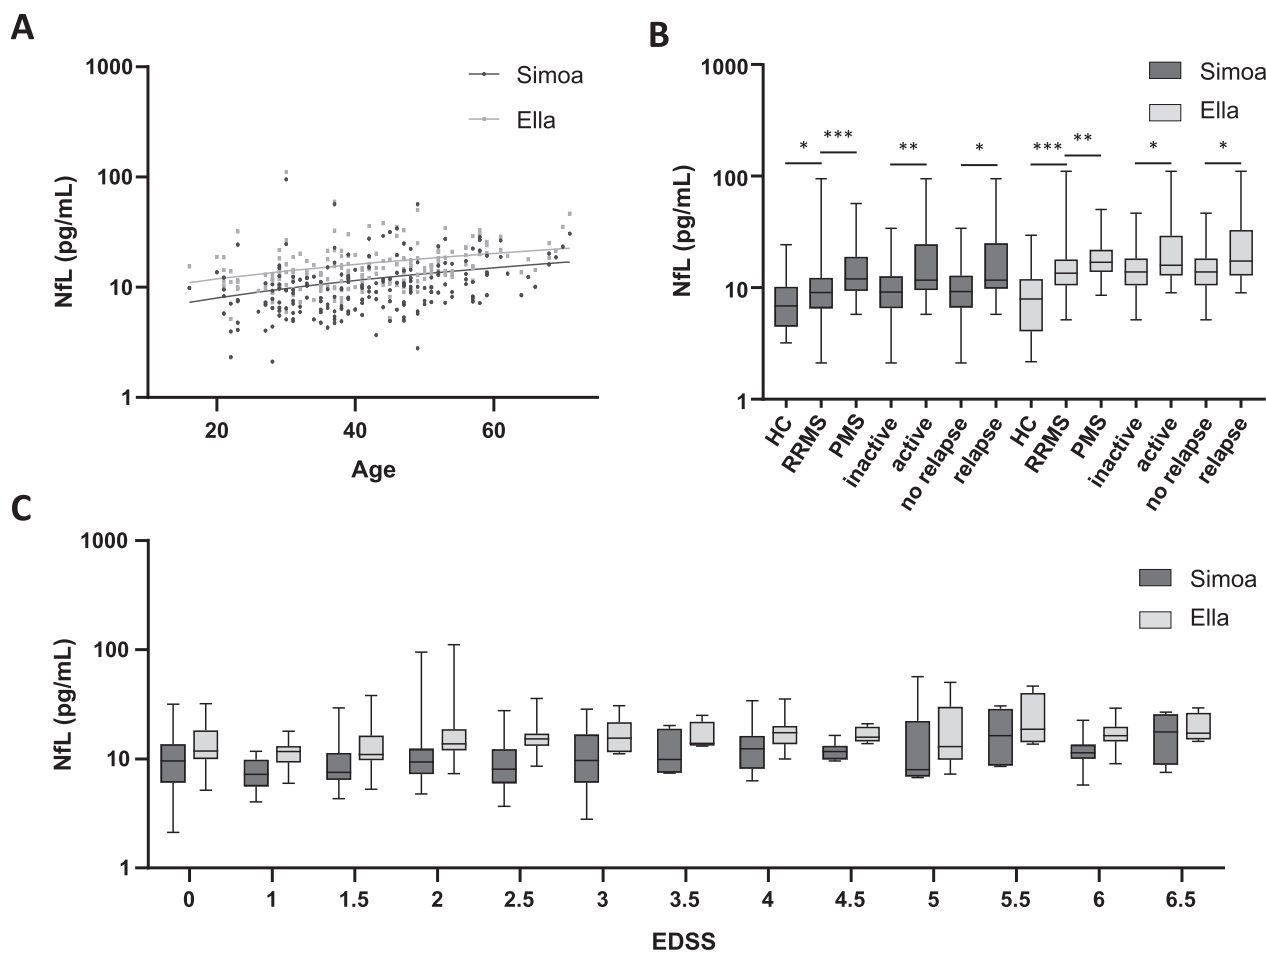 A
1000
100
10
1
NfL (pg/mL)
20 40 60
Age
Simoa
Ella
B
1000
100
10
1
NfL (pg/mL)
Simoa
Ella
* *** ** * *** ** * *
HC RRMS PMS inactive active no relapse relapse HC RRMS PMS inactive active no relapse relapse
C
1000
100
10
1
NfL (pg/mL)
Simoa
Ella
0 1 1.5 2 2.5 3 3.5 4 4.5 5 5.5 6 6.5
EDSS